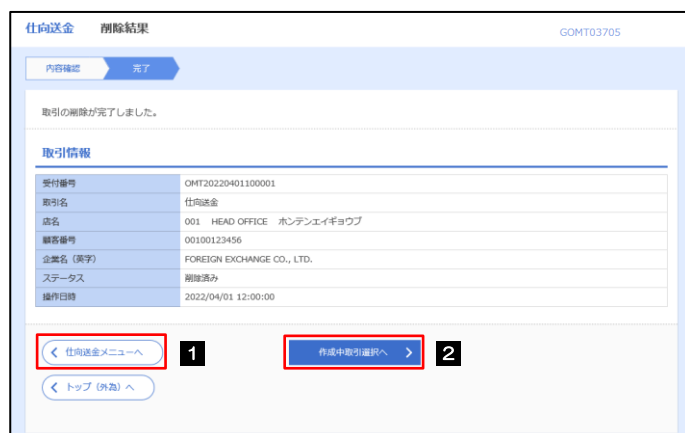 仕向送金 削除結果 GOMT03705
内容確認 完了
取引の削除が完了しました。
取引情報
受付番号 OMT20220401100001
取引名 仕向送金
店名 001 HEAD OFFICE ホンテンエイギョウブ
顧客番号 00100123456
企業名（英字） FOREIGN EXCHANGE CO., LTD.
ステータス 削除済み
操作日時 2022/04/01 12:00:00
仕向送金メニューへ 1 作成中取引選択へ 2
トップ（外為）へ